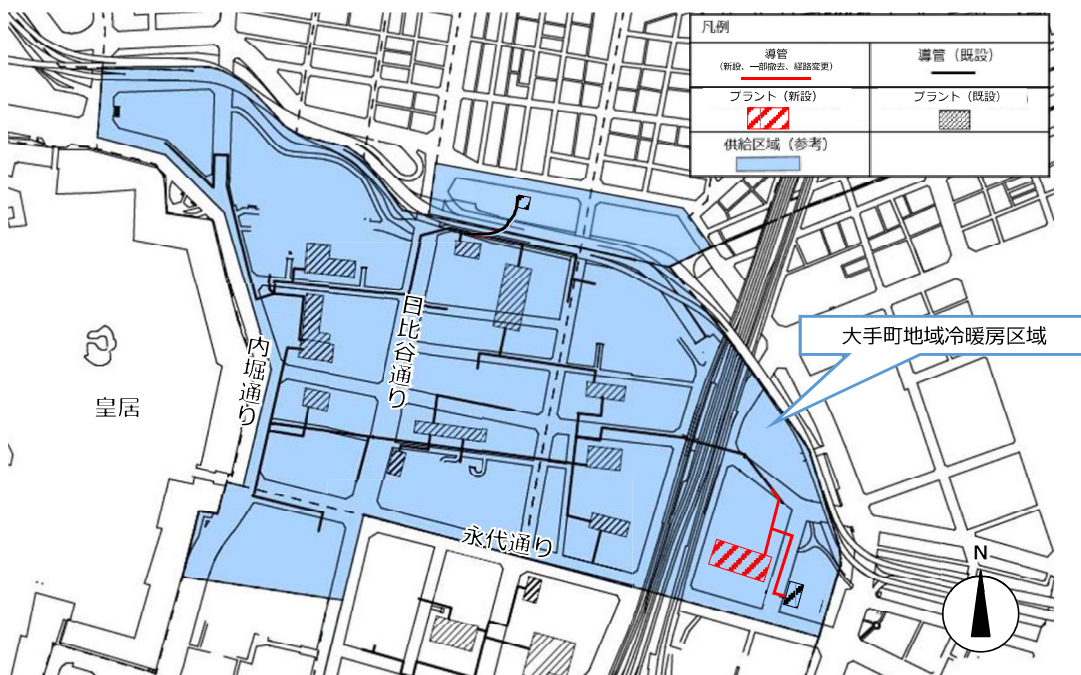 凡例
導管
(新設、一部撤去、経路変更)
導管(既設)
プラント(新設)
プラント(既設)
供給区域(参考)
大手町地域冷暖房区域
日比谷通り
内堀通り
皇居
永代通り
N